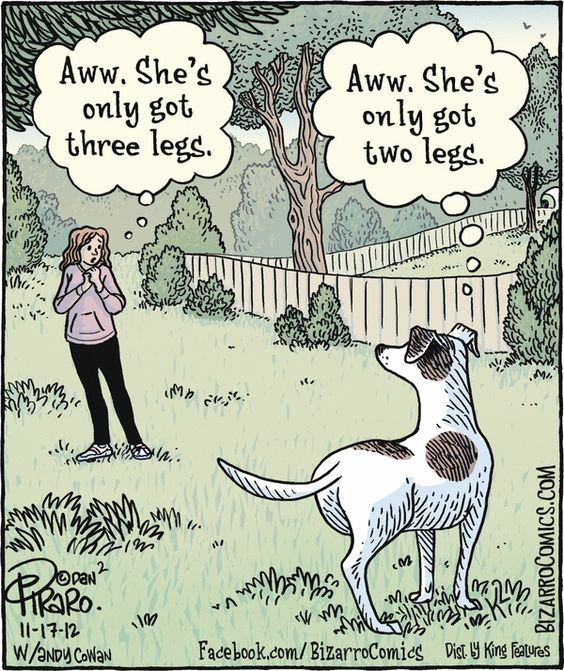 Aww. She's
only got
three legs.
Aww. She's
only got
two legs.
©Dan 2
Piraro.
11-17-12
W/ANDY COWAN
Facebook.com/BizarroComics
Dist. by King Features
BIZARROCOMICS.COM